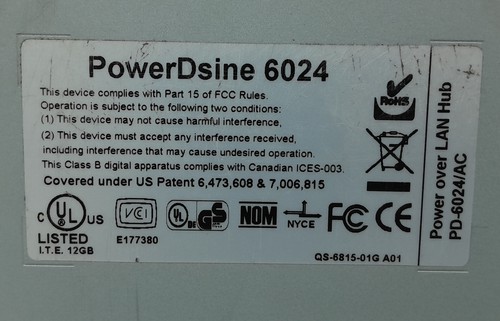 PowerDsine 6024
This device complies with Part 15 of FCC Rules.
Operation is subject to the following two conditions:
(1) This device may not cause harmful interference,
(2) This device must accept any interference received,
including interference that may cause undesired operation.
This Class B digital apparatus complies with Canadian ICES-003.
Covered under US Patent 6,473,608 & 7,006,815
RoHS
C UL US
LISTED
I.T.E. 12GB
VCCI
E177380
UL DE GS
NOM
NYCE
FC CE
QS-6815-01G A01
Power over LAN Hub
PD-6024/AC